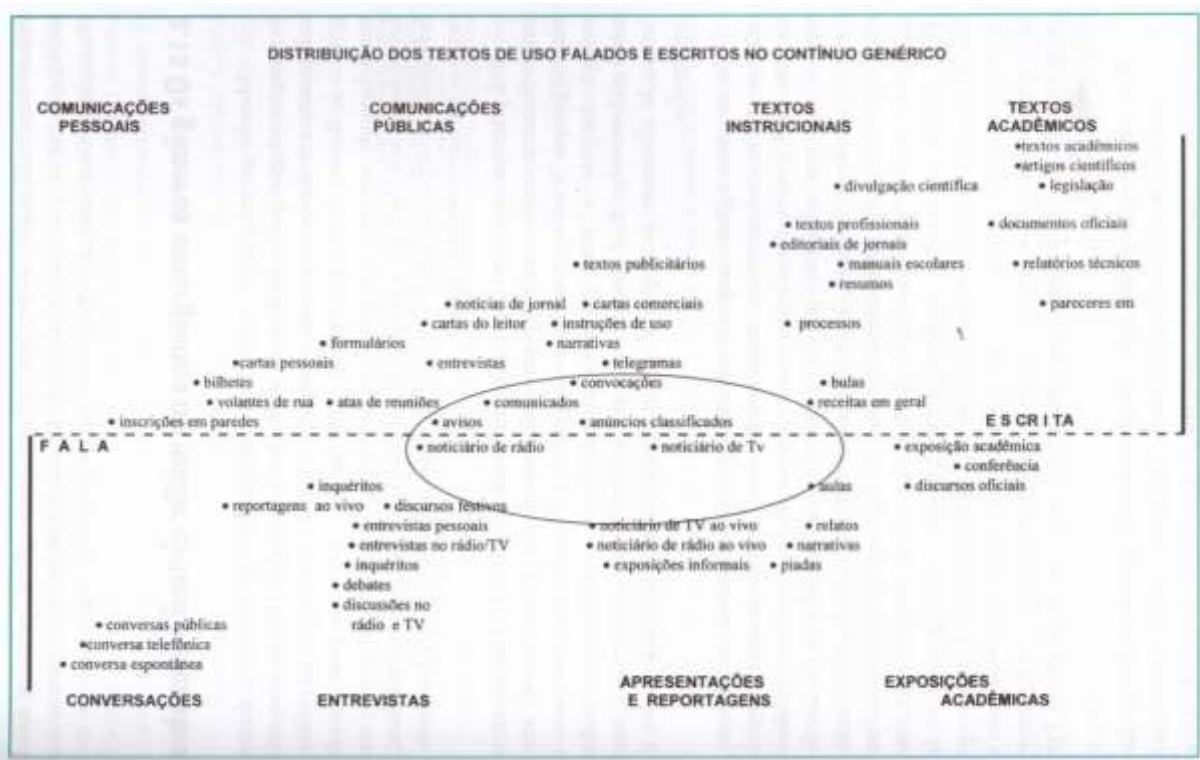 DISTRIBUIÇÃO DOS TEXTOS DE USO FALADOS E ESCRITOS NO CONTÍNUO GENÉRICO
COMUNICAÇÕES PESSOAIS
COMUNICAÇÕES PÚBLICAS
TEXTOS INSTRUCIONAIS
TEXTOS ACADÊMICOS
•textos acadêmicos
•artigos científicos
• divulgação científica • legislação
• textos profissionais • documentos oficiais
• editoriais de jornais
• textos publicitários • manuais escolares • relatórios técnicos
• resumos
• notícias de jornal • cartas comerciais • pareceres em
• cartas do leitor • instruções de uso • processos
• formulários • narrativas
•cartas pessoais • entrevistas • telegramas
• bilhetes • convocações • bulas
• volantes de rua • atas de reuniões • comunicados • receitas em geral
• inscrições em paredes • avisos • anúncios classificados E S C R I T A
F A L A • noticiário de rádio • noticiário de Tv • exposição acadêmica
• conferência
• inquéritos • aulas • discursos oficiais
• reportagens ao vivo • discursos festivos
• entrevistas pessoais • noticiário de TV ao vivo • relatos
• entrevistas no rádio/TV • noticiário de rádio ao vivo • narrativas
• inquéritos • exposições informais • piadas
• debates
• discussões no
• conversas públicas rádio e TV
•conversa telefônica
• conversa espontânea
CONVERSAÇÕES
ENTREVISTAS
APRESENTAÇÕES E REPORTAGENS
EXPOSIÇÕES ACADÊMICAS